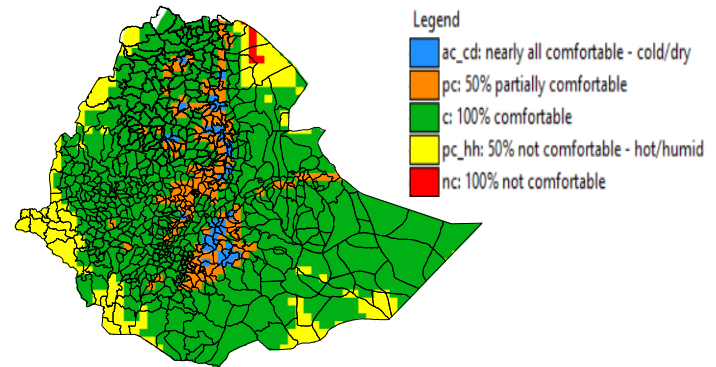 Legend
ac_cd: nearly all comfortable - cold/dry
pc: 50% partially comfortable
c: 100% comfortable
pc_hh: 50% not comfortable - hot/humid
nc: 100% not comfortable